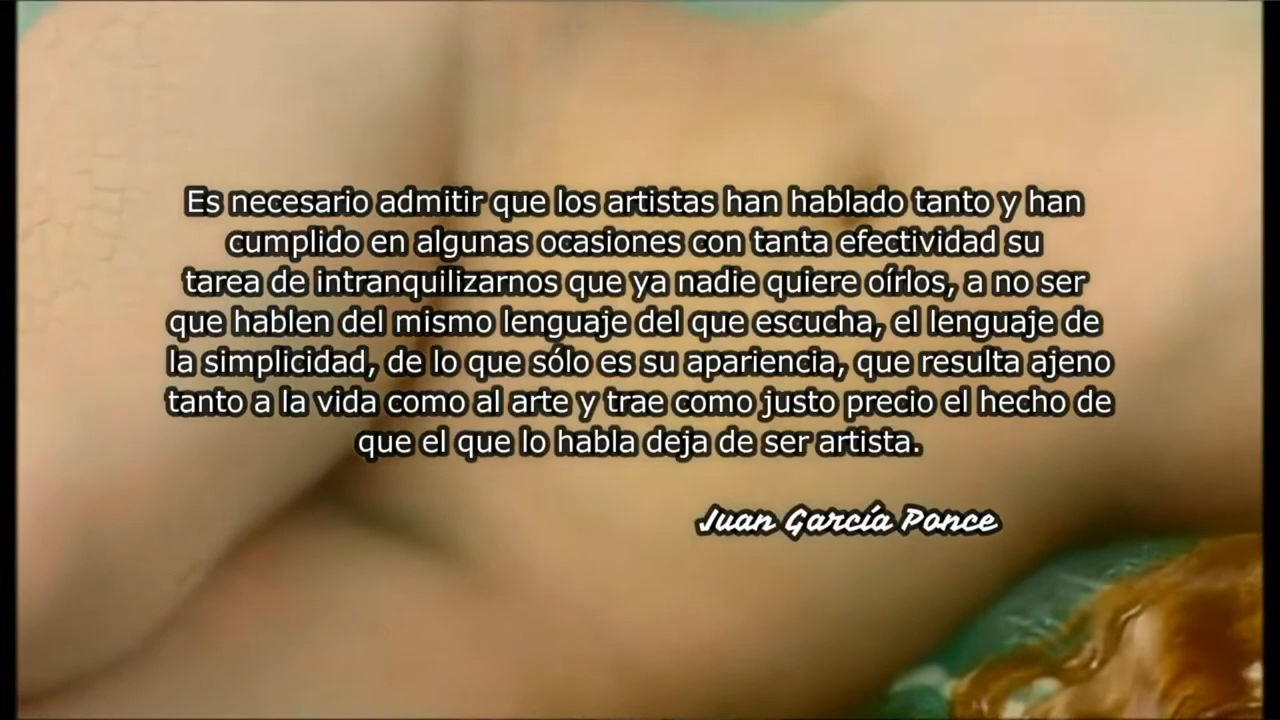 Es necesario admitir que los artistas han hablado tanto y han
cumplido en algunas ocasiones con tanta efectividad su
tarea de intranquilizarnos que ya nadie quiere oírlos, a no ser
que hablen del mismo lenguaje del que escucha, el lenguaje de
la simplicidad, de lo que sólo es su apariencia, que resulta ajeno
tanto a la vida como al arte y trae como justo precio el hecho de
que el que lo habla deja de ser artista.
Juan García Ponce